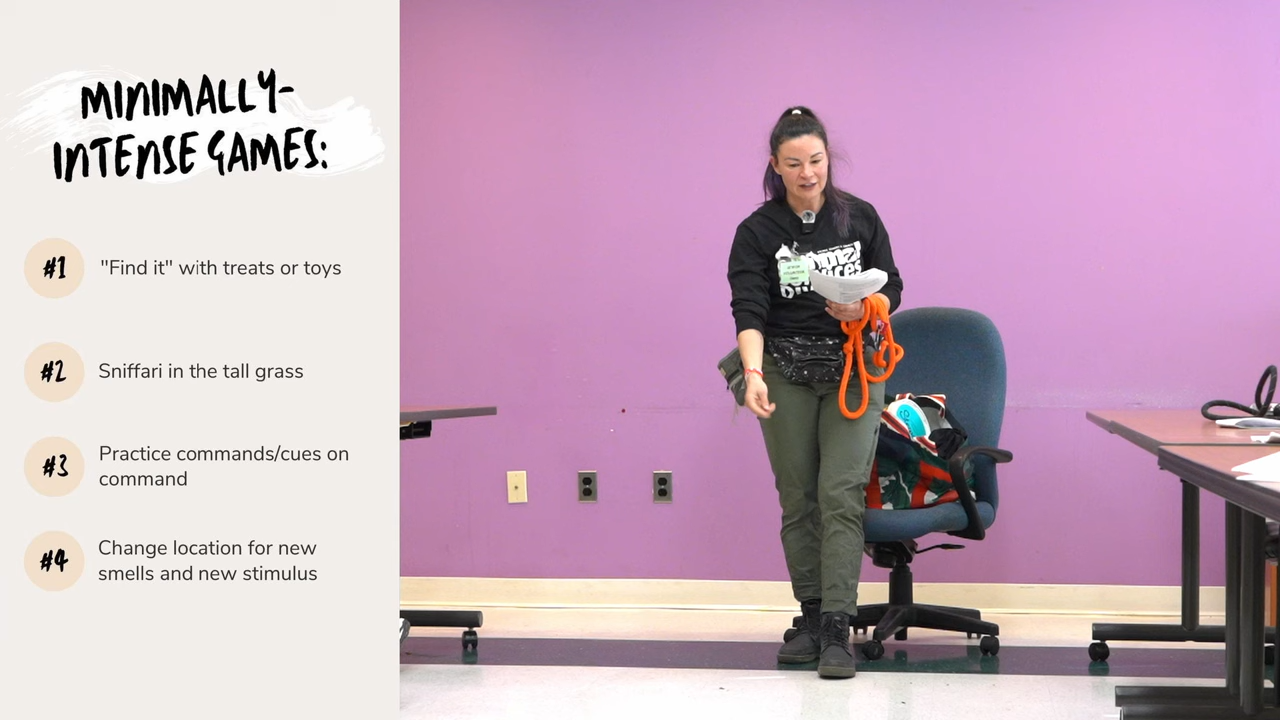 MINIMALLY-
INTENSE GAMES:
#1
"Find it" with treats or toys
#2
Sniffari in the tall grass
#3
Practice commands/cues on
command
#4
Change location for new
smells and new stimulus